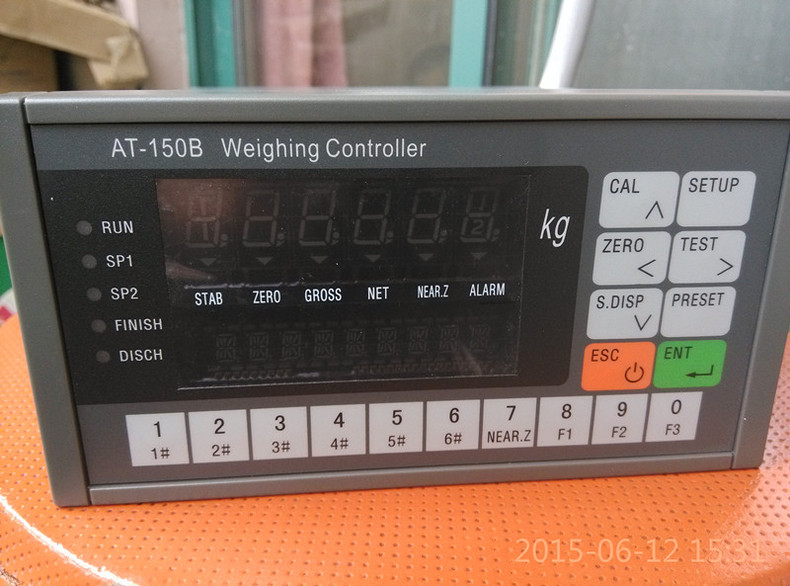 AT-150B Weighing Controller
RUN
SP1
SP2
FINISH
DISCH
kg
STAB ZERO GROSS NET NEAR.Z ALARM
CAL SETUP
ZERO TEST
S.DISP PRESET
ESC ENT
1 2 3 4 5 6 7 8 9 0
1# 2# 3# 4# 5# 6# NEAR.Z F1 F2 F3
2015-06-12 15:31